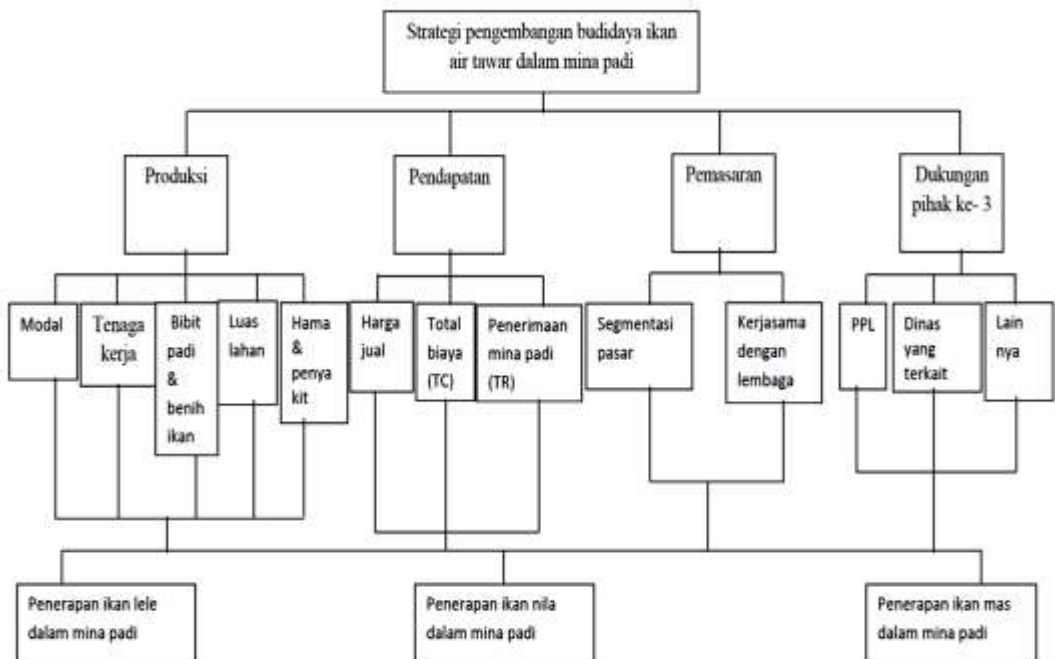 Strategi pengembangan budidaya ikan
air tawar dalam mina padi
Produksi
Pendapatan
Pemasaran
Dukungan
pihak ke- 3
Modal
Tenaga
kerja
Bibit
padi
&
benih
ikan
Luas
lahan
Hama
&
penya
kit
Harga
jual
Total
biaya
(TC)
Penerimaan
mina padi
(TR)
Segmentasi
pasar
Kerjasama
dengan
lembaga
PPL
Dinas
yang
terkait
Lain
nya
Penerapan ikan lele
dalam mina padi
Penerapan ikan nila
dalam mina padi
Penerapan ikan mas
dalam mina padi